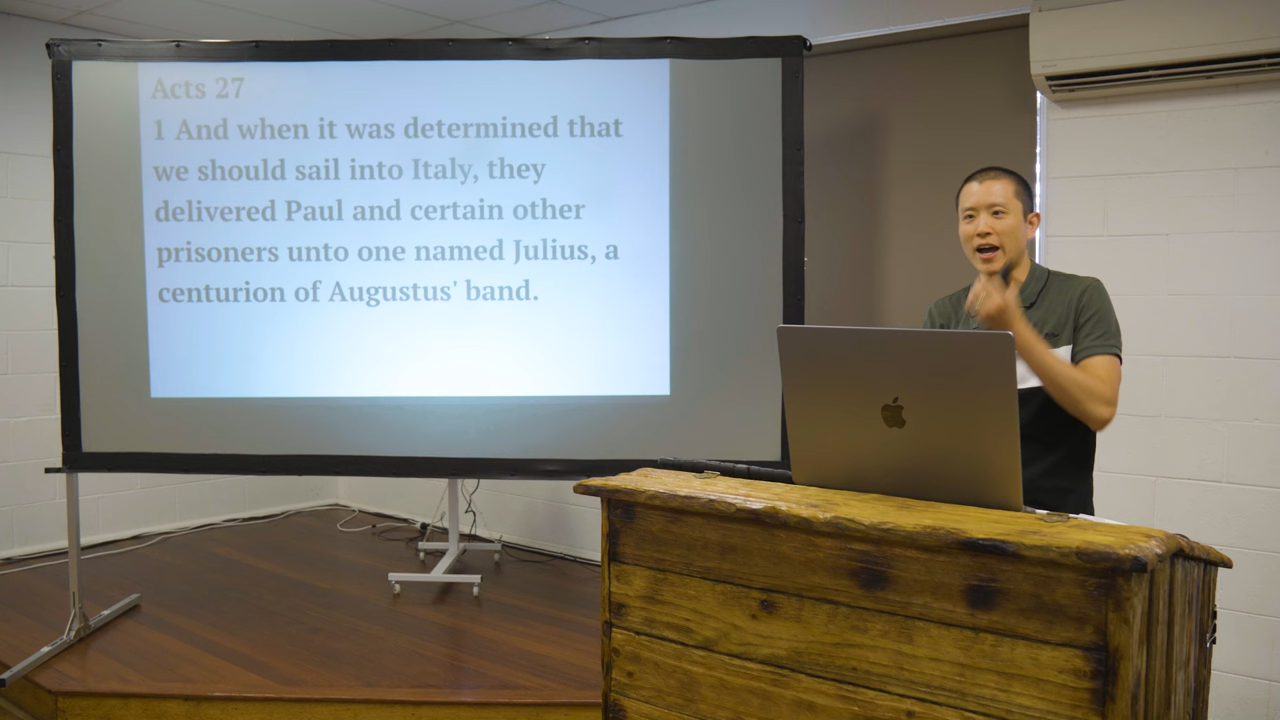 Acts 27
1 And when it was determined that
we should sail into Italy, they
delivered Paul and certain other
prisoners unto one named Julius, a
centurion of Augustus' band.